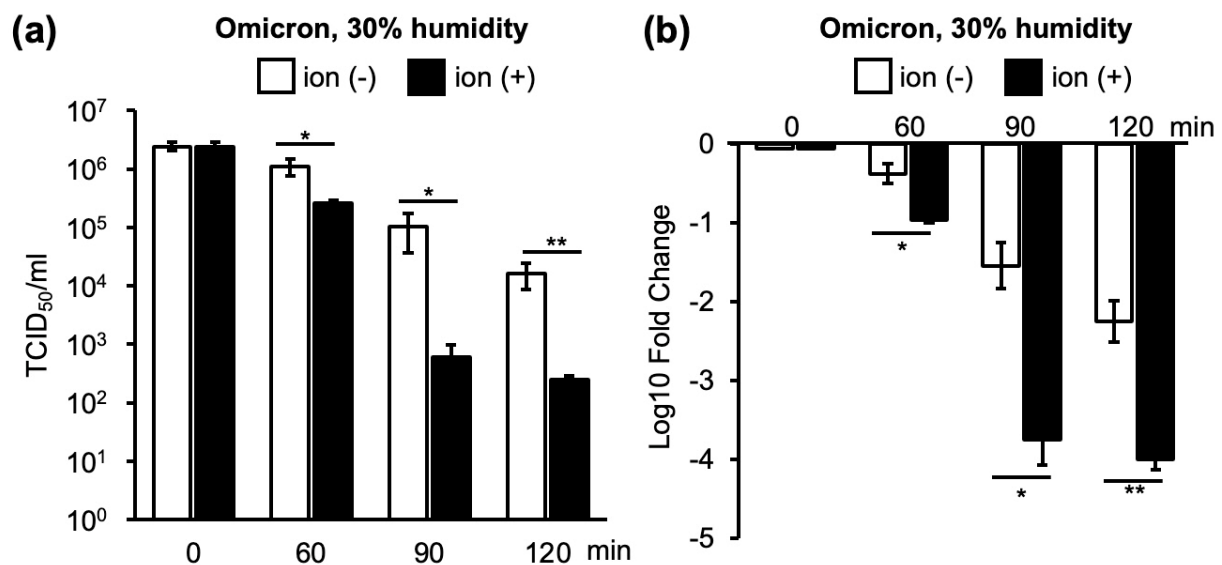 (a) Omicron, 30% humidity
ion (-) ion (+)
10⁷
*
10⁶
*
10⁵
**
10⁴
10³
10²
10¹
10⁰
TCID₅₀/ml
0 60 90 120 min
(b) Omicron, 30% humidity
ion (-) ion (+)
0 60 90 120 min
0
-1
*
-2
-3
-4
* **
-5
Log10 Fold Change